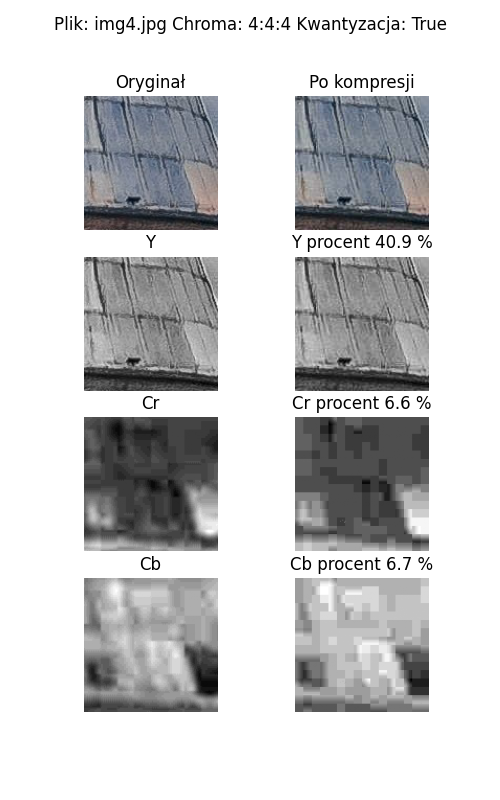 Plik: img4.jpg Chroma: 4:4:4 Kwantyzacja: True
Oryginał
Po kompresji
Y
Y procent 40.9 %
Cr
Cr procent 6.6 %
Cb
Cb procent 6.7 %